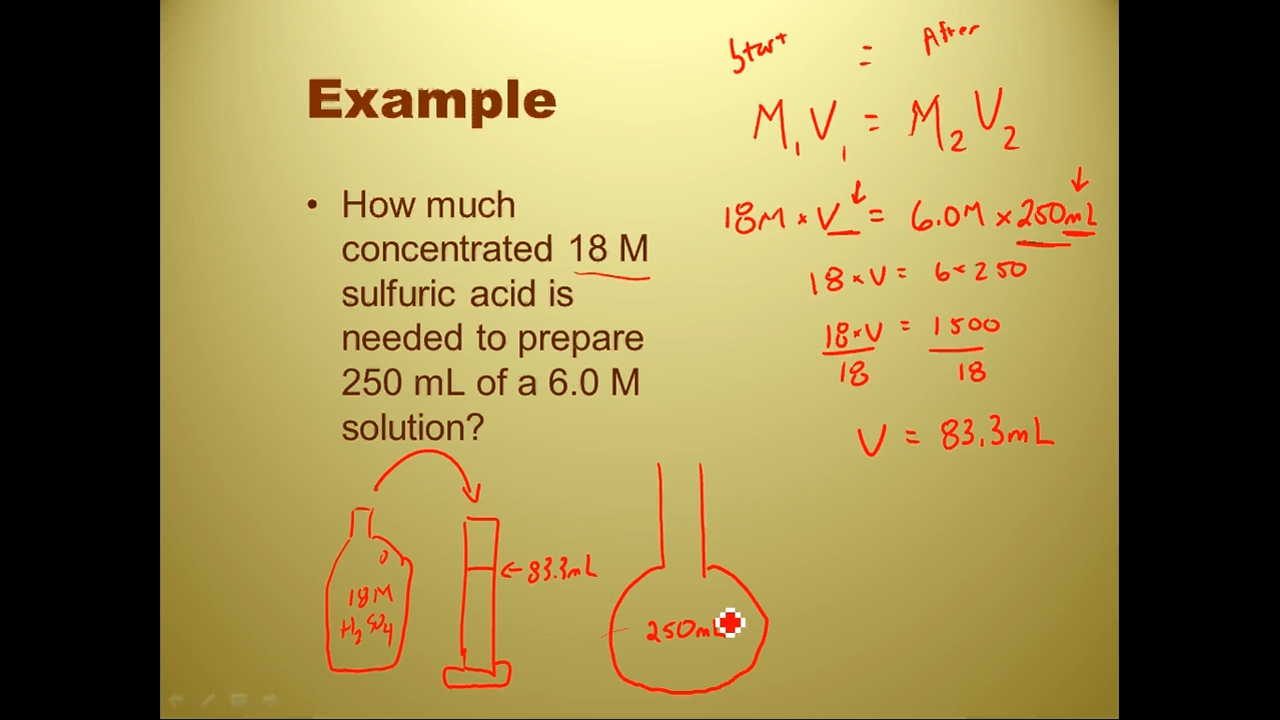 Example
• How much
concentrated 18 M
sulfuric acid is
needed to prepare
250 mL of a 6.0 M
solution?
Start = After
M₁V₁ = M₂V₂
18M × V = 6.0M × 250mL
18 × V = 6 × 250
18 × V = 1500
18 18
V = 83.3mL
18M
H₂SO₄
← 83.3mL
250mL